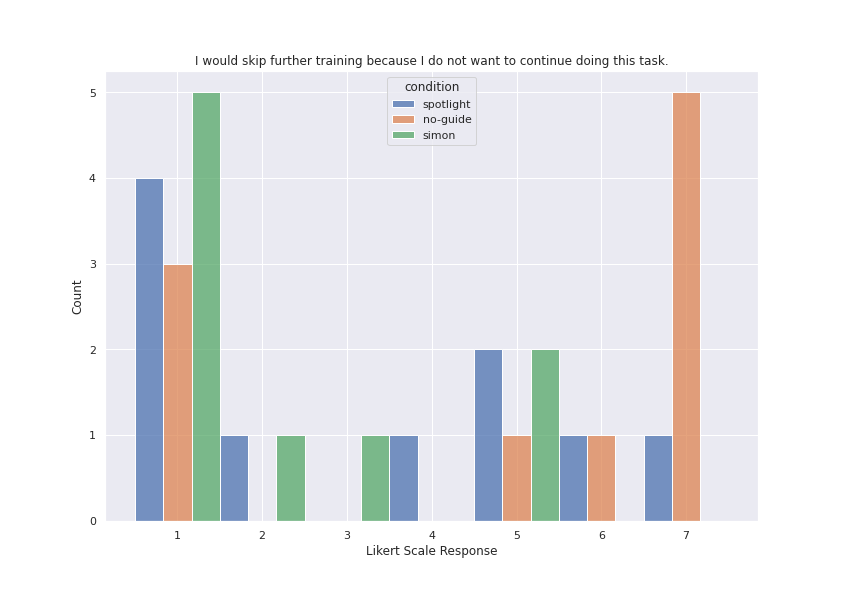 I would skip further training because I do not want to continue doing this task.
condition
spotlight
no-guide
simon
5
4
3
2
1
0
Count
1 2 3 4 5 6 7
Likert Scale Response